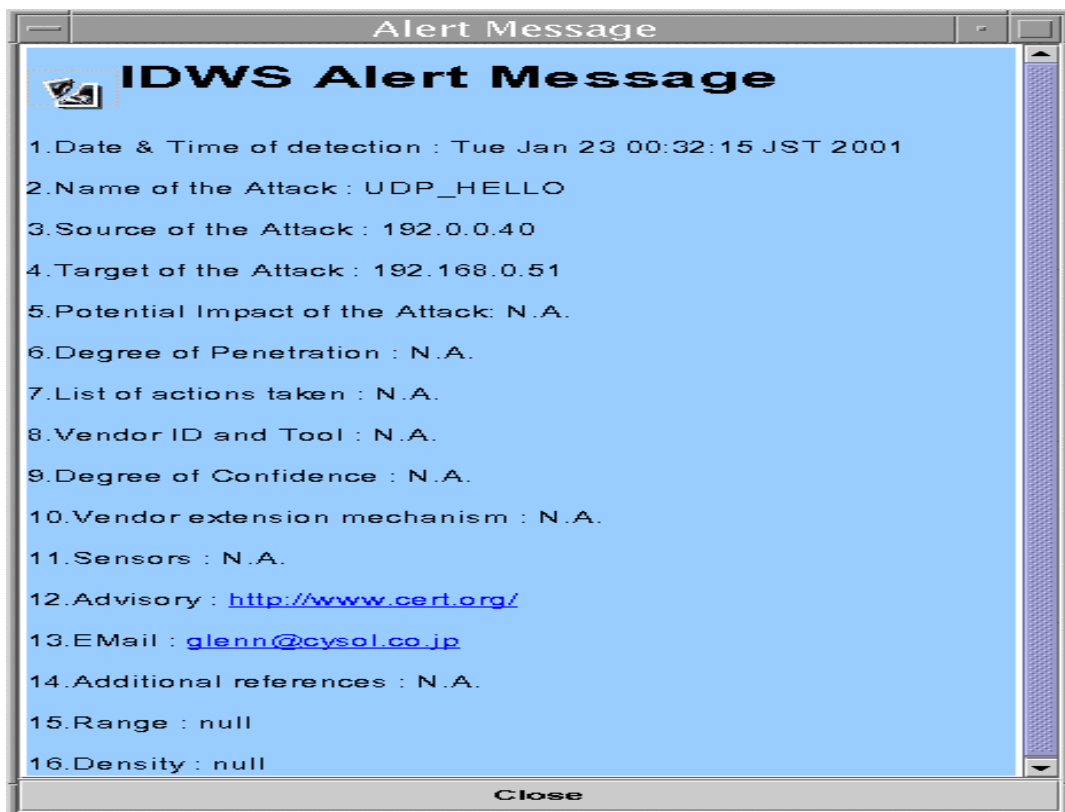 Alert Message
IDWS Alert Message
1.Date & Time of detection : Tue Jan 23 00:32:15 JST 2001
2.Name of the Attack : UDP_HELLO
3.Source of the Attack : 192.0.0.40
4.Target of the Attack : 192.168.0.51
5.Potential Impact of the Attack: N.A.
6.Degree of Penetration : N.A.
7.List of actions taken : N.A.
8.Vendor ID and Tool : N.A.
9.Degree of Confidence : N.A.
10.Vendor extension mechanism : N.A.
11.Sensors : N.A.
12.Advisory : http://www.cert.org/
13.EMail : glenn@cysol.co.jp
14.Additional references : N.A.
15.Range : null
16.Density : null
Close